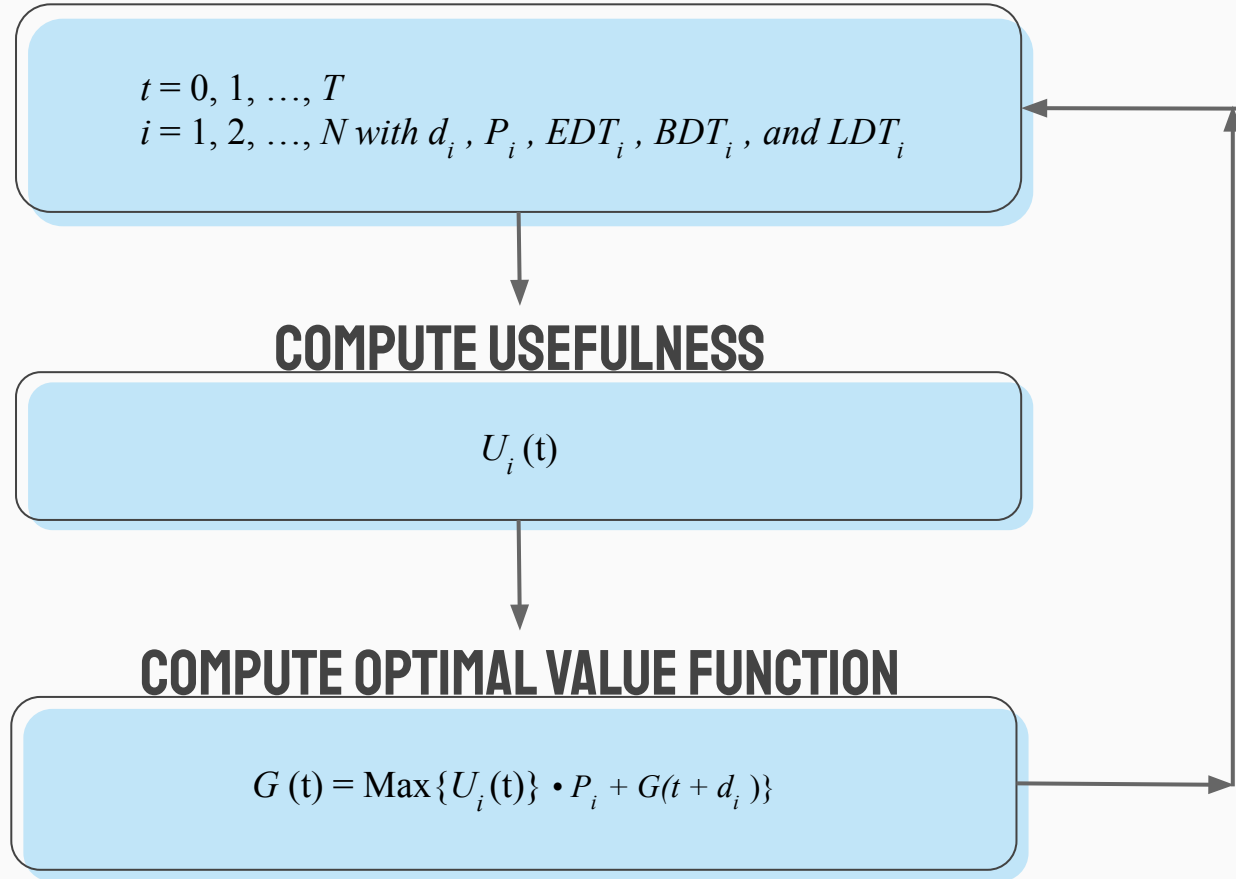 t = 0, 1, …, T
i = 1, 2, …, N with d_i , P_i , EDT_i , BDT_i , and LDT_i
COMPUTE USEFULNESS
U_i (t)
COMPUTE OPTIMAL VALUE FUNCTION
G (t) = Max{U_i(t)} • P_i + G(t + d_i )}